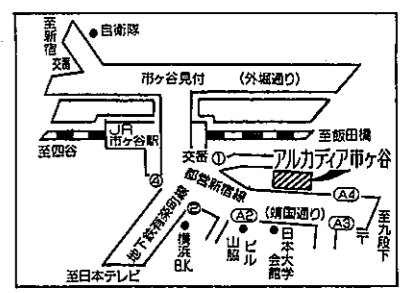 至新宿
自衛隊
交番
市ヶ谷見付
(外堀通り)
JR
市ヶ谷駅
至四谷
交番
①
至飯田橋
アルカディア市ヶ谷
④
都営新宿線
地下鉄有楽町線
②
A4
A2
(靖国通り)
A3
〒
至九段下
横浜
B.K.
山脇
ビル
日本大学
会館
至日本テレビ